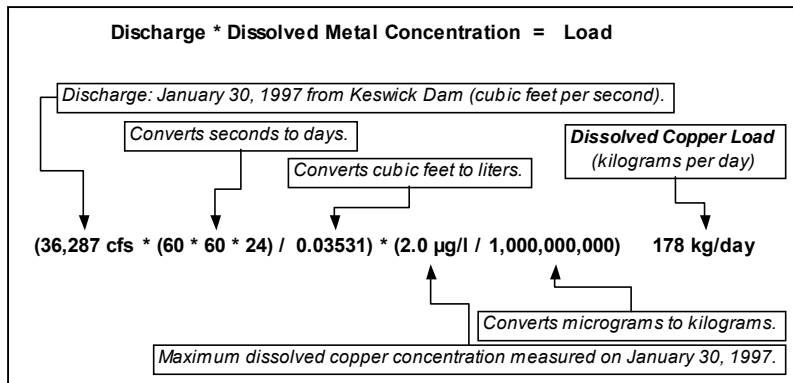 Discharge * Dissolved Metal Concentration = Load
Discharge: January 30, 1997 from Keswick Dam (cubic feet per second).
Converts seconds to days.
Dissolved Copper Load
(kilograms per day)
Converts cubic feet to liters.
(36,287 cfs * (60 * 60 * 24) / 0.03531) * (2.0 µg/l / 1,000,000,000) 178 kg/day
Converts micrograms to kilograms.
Maximum dissolved copper concentration measured on January 30, 1997.